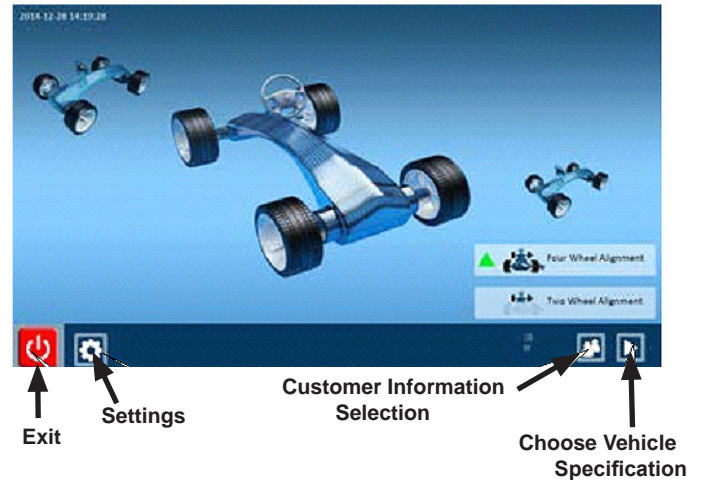 2014-12-28 14:19:28
Four Wheel Alignment
Two Wheel Alignment
Customer Information
Selection
Settings
Exit
Choose Vehicle
Specification